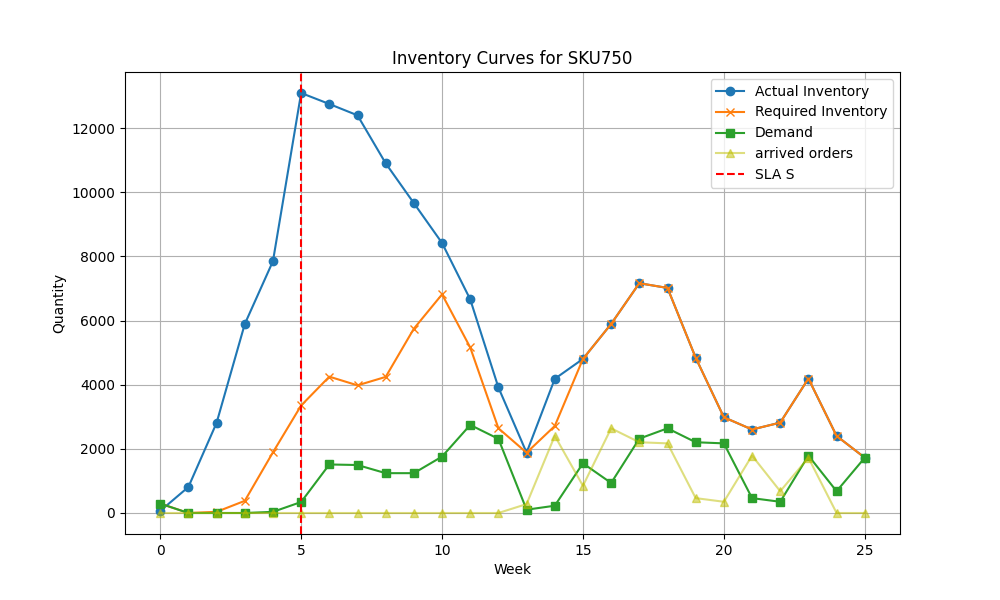 Inventory Curves for SKU750
Actual Inventory
Required Inventory
Demand
arrived orders
SLA S
Quantity
12000
10000
8000
6000
4000
2000
0
0 5 10 15 20 25
Week